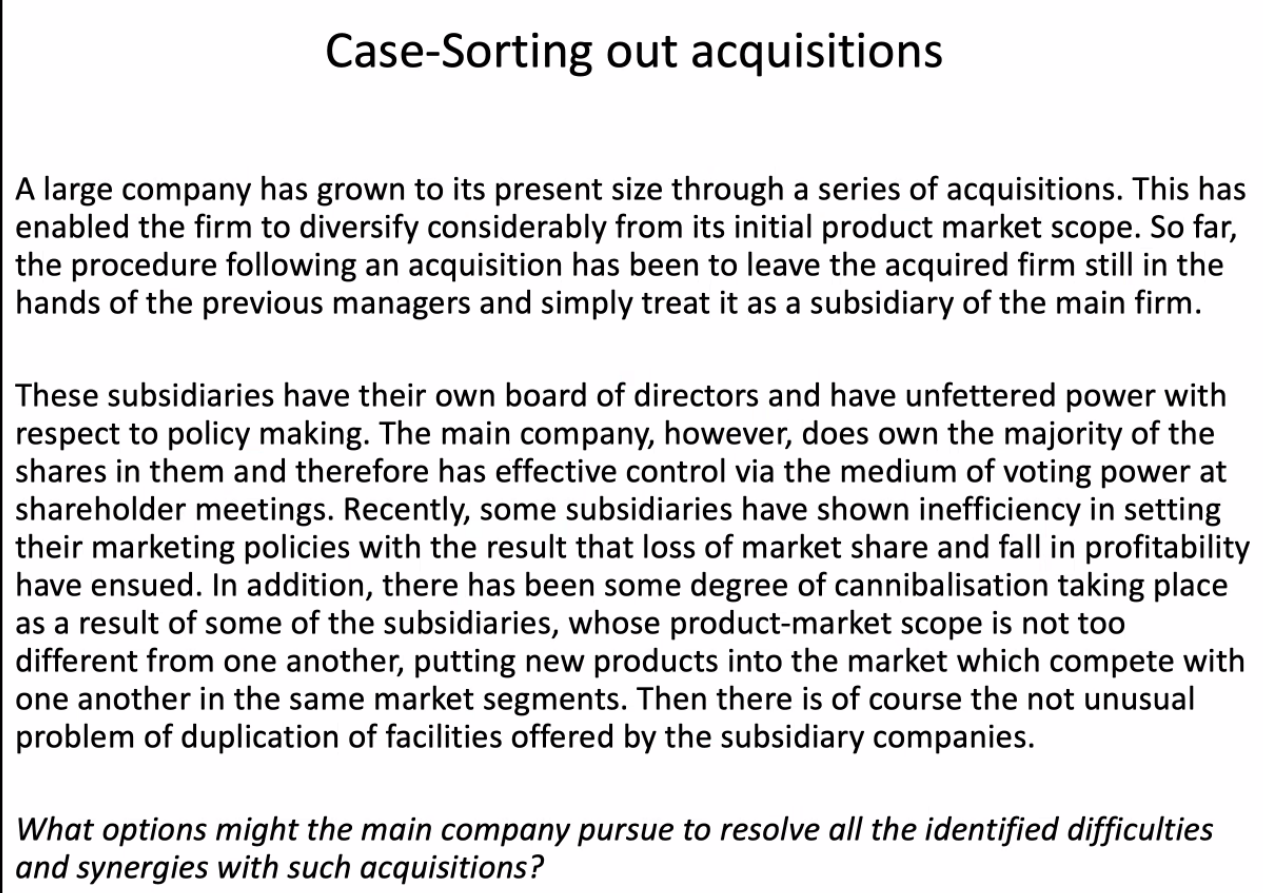 Case-Sorting out acquisitions
A large company has grown to its present size through a series of acquisitions. This has
enabled the firm to diversify considerably from its initial product market scope. So far,
the procedure following an acquisition has been to leave the acquired firm still in the
hands of the previous managers and simply treat it as a subsidiary of the main firm.
These subsidiaries have their own board of directors and have unfettered power with
respect to policy making. The main company, however, does own the majority of the
shares in them and therefore has effective control via the medium of voting power at
shareholder meetings. Recently, some subsidiaries have shown inefficiency in setting
their marketing policies with the result that loss of market share and fall in profitability
have ensued. In addition, there has been some degree of cannibalisation taking place
as a result of some of the subsidiaries, whose product-market scope is not too
different from one another, putting new products into the market which compete with
one another in the same market segments. Then there is of course the not unusual
problem of duplication of facilities offered by the subsidiary companies.
What options might the main company pursue to resolve all the identified difficulties
and synergies with such acquisitions?